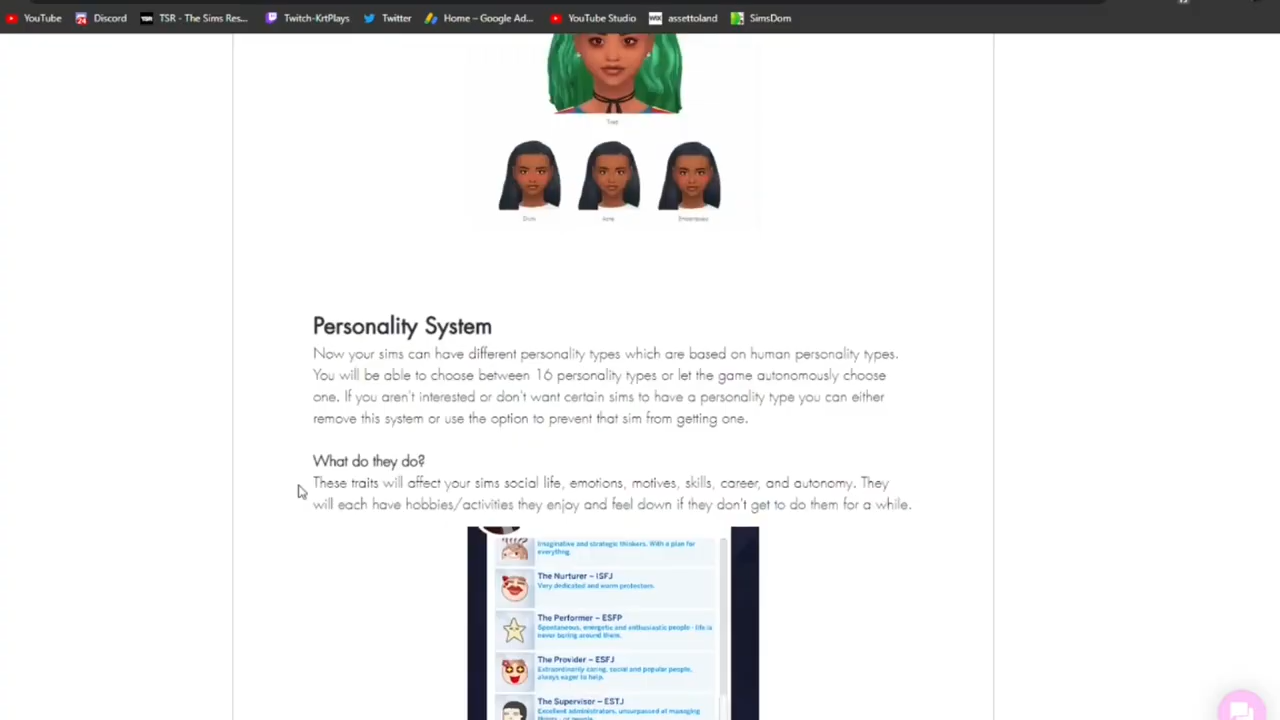 YouTube Discord TSR - The Sims Res... Twitch-KrtPlays Twitter Home – Google Ad... YouTube Studio WIX assettoland SimsDom
Tired
Embarrassed
Personality System
Now your sims can have different personality types which are based on human personality types.
You will be able to choose between 16 personality types or let the game autonomously choose
one. If you aren't interested or don't want certain sims to have a personality type you can either
remove this system or use the option to prevent that sim from getting one.
What do they do?
These traits will affect your sims social life, emotions, motives, skills, career, and autonomy. They
will each have hobbies/activities they enjoy and feel down if they don't get to do them for a while.
Imaginative and strategic thinkers. With a plan for
everything.
The Nurturer – ISFJ
Very dedicated and warm protectors.
The Performer – ESFP
Spontaneous, energetic and enthusiastic people - life is
never boring around them.
The Provider – ESFJ
Extraordinarily caring, social and popular people,
always eager to help.
The Supervisor – ESTJ
Excellent administrators, unsurpassed at managing
things - or people.